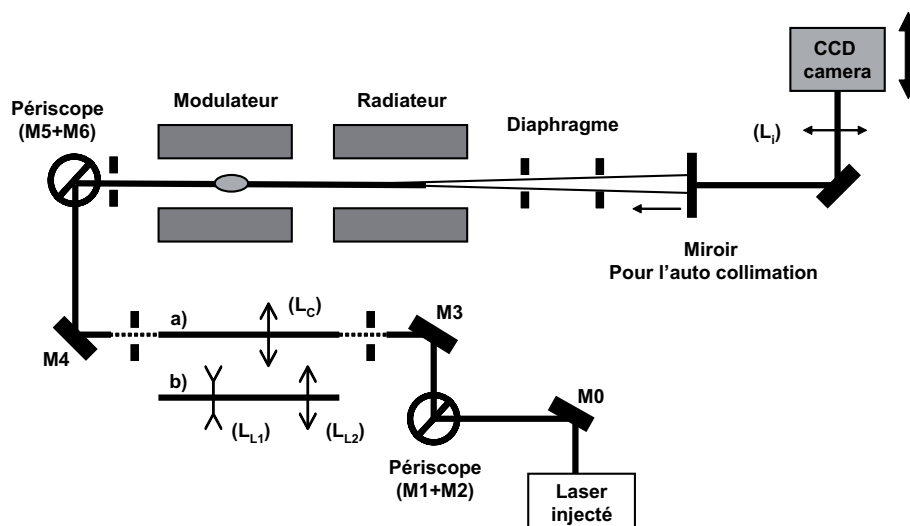 CCD
camera
(Li)
Périscope
(M5+M6)
Modulateur
Radiateur
Diaphragme
Miroir
Pour l'auto collimation
M4
a)
(LC)
M3
b)
(LL1)
(LL2)
M0
Périscope
(M1+M2)
Laser
injecté